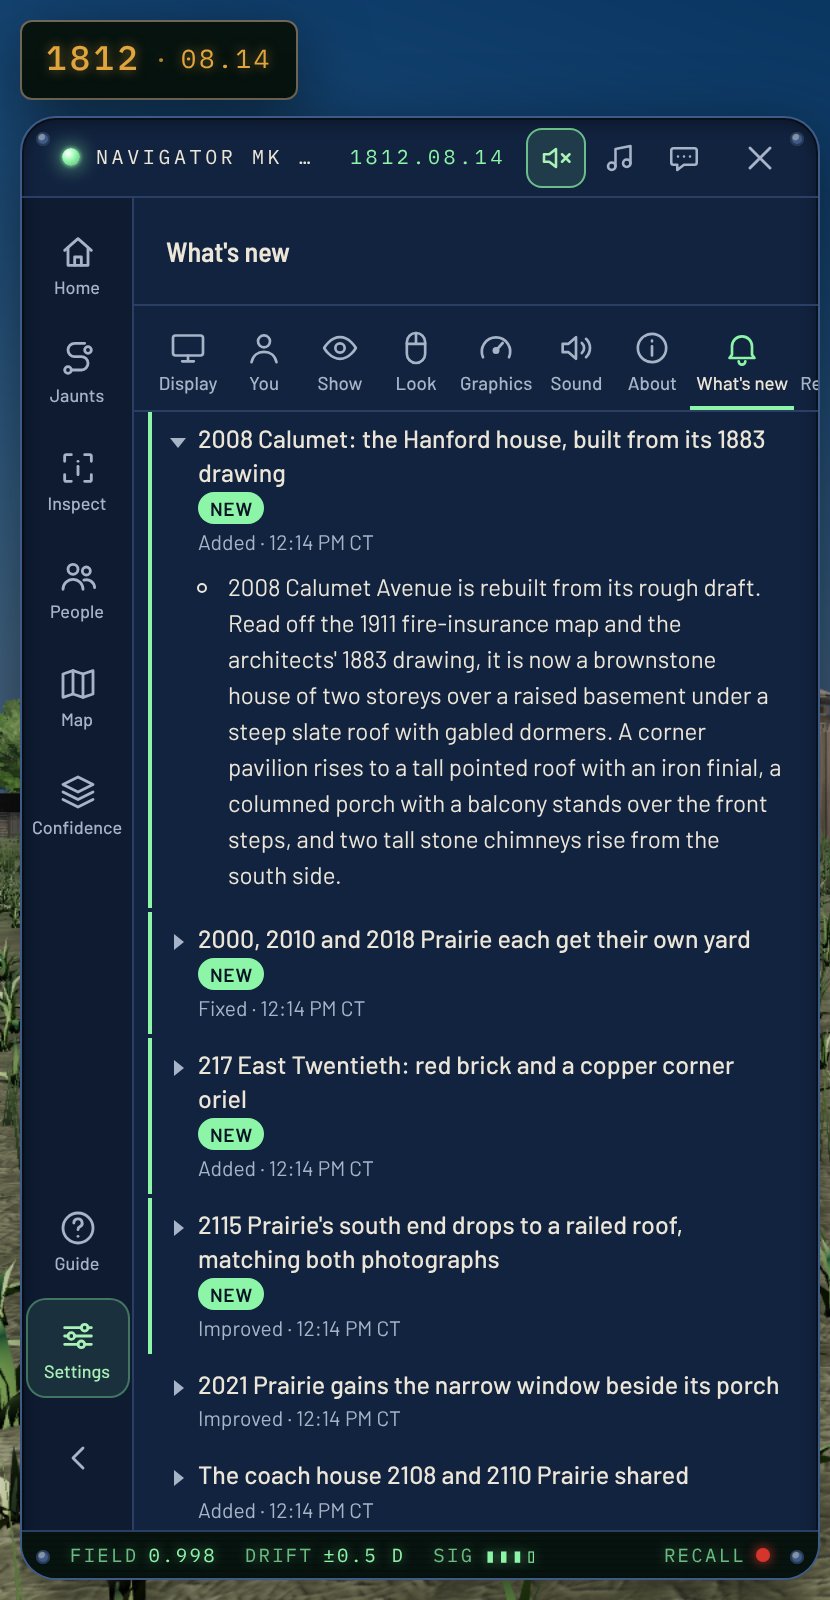 1812 · 08.14
NAVIGATOR MK … 1812.08.14
What's new
Display You Show Look Graphics Sound About What's new Re
Home
Jaunts
Inspect
People
Map
Confidence
Guide
Settings
2008 Calumet: the Hanford house, built from its 1883
drawing
NEW
Added · 12:14 PM CT
2008 Calumet Avenue is rebuilt from its rough draft.
Read off the 1911 fire-insurance map and the
architects' 1883 drawing, it is now a brownstone
house of two storeys over a raised basement under a
steep slate roof with gabled dormers. A corner
pavilion rises to a tall pointed roof with an iron finial, a
columned porch with a balcony stands over the front
steps, and two tall stone chimneys rise from the
south side.
2000, 2010 and 2018 Prairie each get their own yard
NEW
Fixed · 12:14 PM CT
217 East Twentieth: red brick and a copper corner
oriel
NEW
Added · 12:14 PM CT
2115 Prairie's south end drops to a railed roof,
matching both photographs
NEW
Improved · 12:14 PM CT
2021 Prairie gains the narrow window beside its porch
Improved · 12:14 PM CT
The coach house 2108 and 2110 Prairie shared
Added · 12:14 PM CT
FIELD 0.998 DRIFT ±0.5 D SIG RECALL